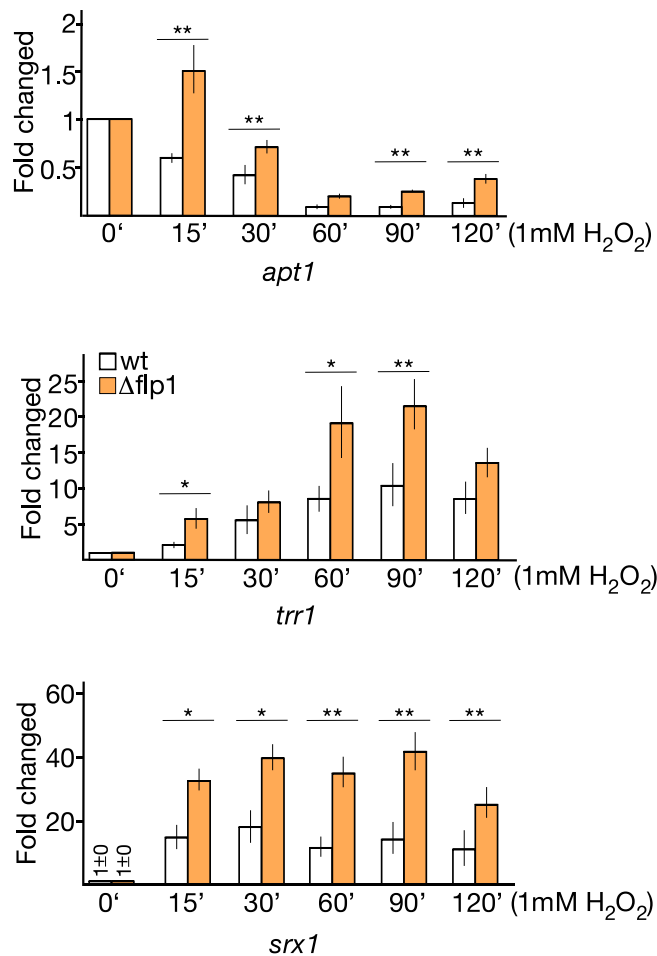 Fold changed
2
1.5
1
0.5
** ** ** **
0‘ 15’ 30’ 60’ 90’ 120’ (1mM H₂O₂)
apt1
wt
Δflp1
Fold changed
25
20
15
10
5
* * **
0‘ 15’ 30’ 60’ 90’ 120’ (1mM H₂O₂)
trr1
Fold changed
60
40
20
* * ** ** **
1±0 1±0
0‘ 15’ 30’ 60’ 90’ 120’ (1mM H₂O₂)
srx1